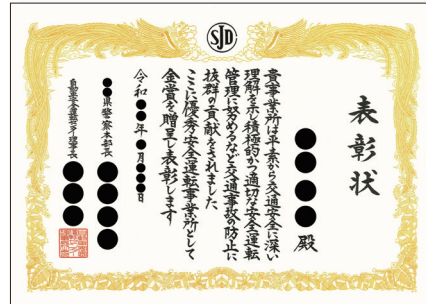 SJD
表彰状
●●●● 殿
貴事業所は平素から交通安全に深い
理解を示し積極的かつ適切な安全運転
管理に努めるなど交通事故の防止に
抜群の貢献をされました
ここに優秀安全運転事業所として
金賞を贈呈し表彰します
令和●●年●月●●●日
●●県警察本部長 ●●●●
自動車安全運転センター理事長 ●●●